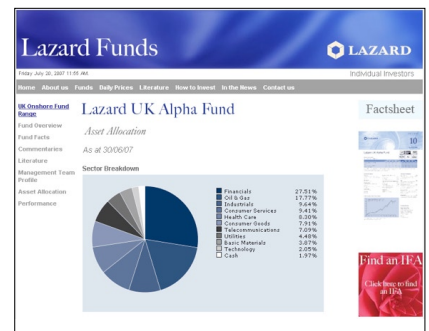 Lazard Funds
LAZARD
Friday July 20, 2007 11:55 AM
Individual Investors
Home About us Funds Daily Prices Literature How to Invest In the News Contact us
UK Onshore Fund Range
Fund Overview
Fund Facts
Commentaries
Literature
Management Team Profile
Asset Allocation
Performance
Lazard UK Alpha Fund
Asset Allocation
As at 30/06/07
Sector Breakdown
Financials 27.51%
Oil & Gas 17.77%
Industrials 9.64%
Consumer Services 9.41%
Health Care 8.30%
Consumer Goods 7.91%
Telecommunications 7.09%
Utilities 4.48%
Basic Materials 3.87%
Technology 2.05%
Cash 1.97%
Factsheet
10
Find an IFA
Click here to find an IFA